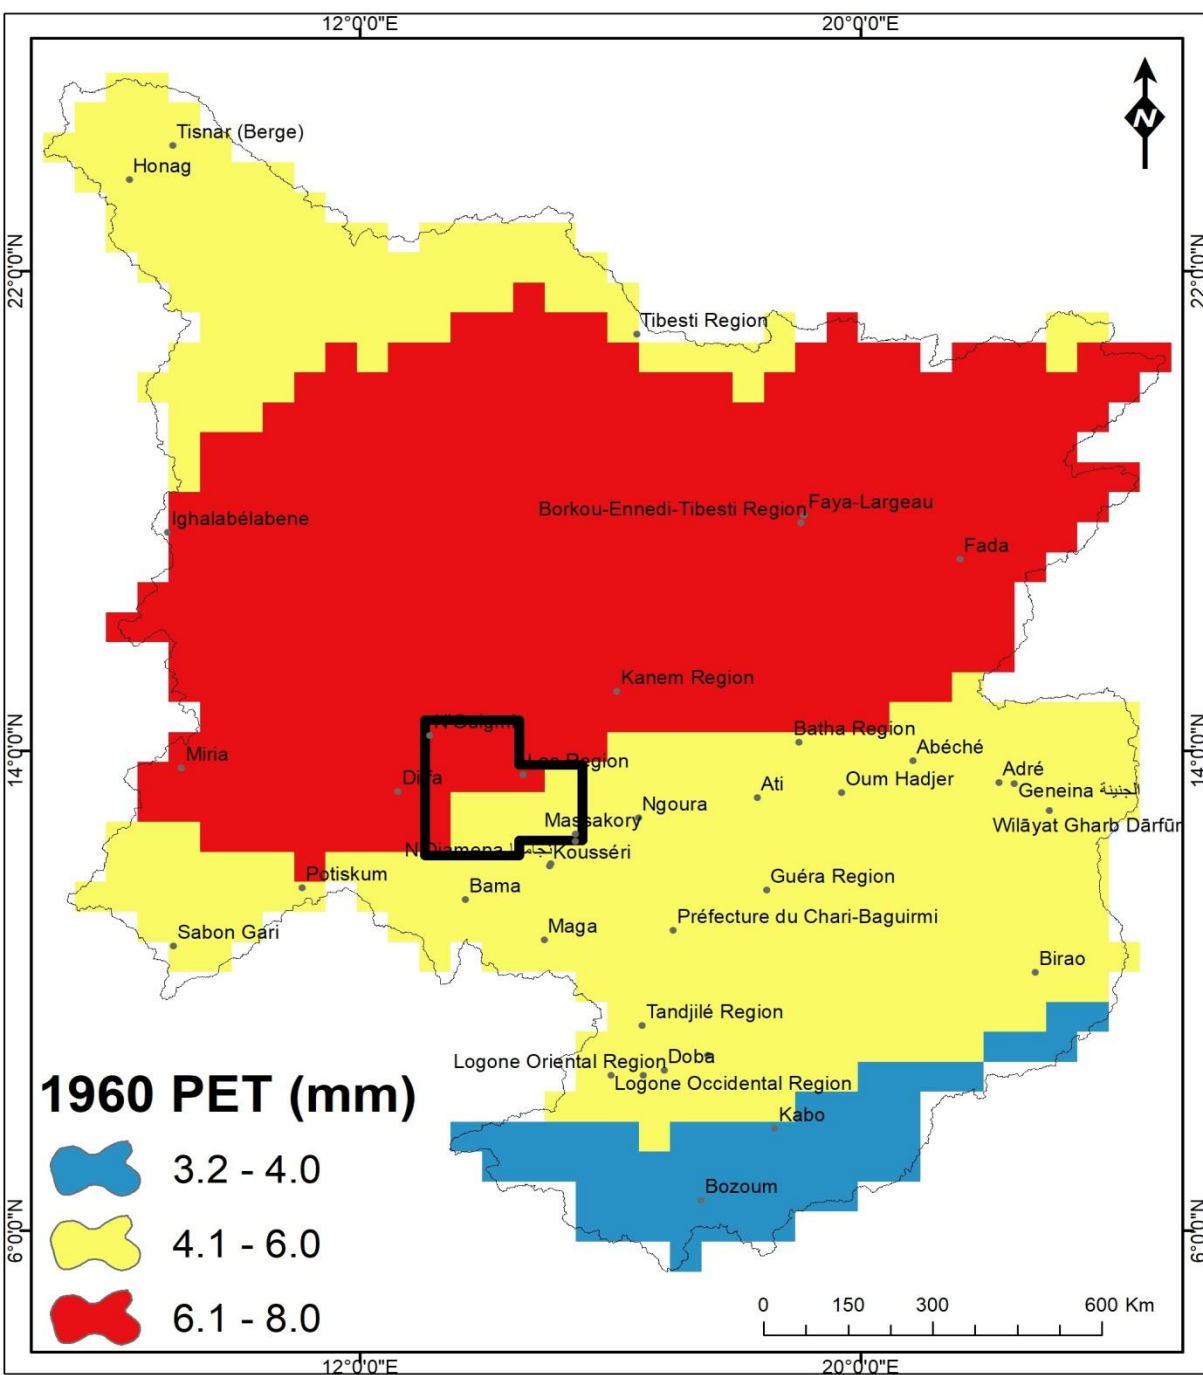 12°0'0"E 20°0'0"E
N
Tisnar (Berge)
Honag
22°0'0"N 22°0'0"N
Tibesti Region
Faya-Largeau
Borkou-Ennedi-Tibesti Region
Ighalabélabene
Fada
Kanem Region
N'Guigmi
Batha Region
14°0'0"N 14°0'0"N
Abéché
Miria
Lac Region
Diffa
Ati
Oum Hadjer
Adré
Geneina الجنينة
Ngoura
Massakory
Wilāyat Gharb Dārfūr
N'Djamena
Kousséri
Potiskum
Bama
Guéra Region
Préfecture du Chari-Baguirmi
Sabon Gari
Maga
Birao
Tandjilé Region
Logone Oriental Region
Doba
Logone Occidental Region
1960 PET (mm)
Kabo
3.2 - 4.0
Bozoum
6°0'0"N 6°0'0"N
4.1 - 6.0
6.1 - 8.0
0 150 300 600 Km
12°0'0"E 20°0'0"E